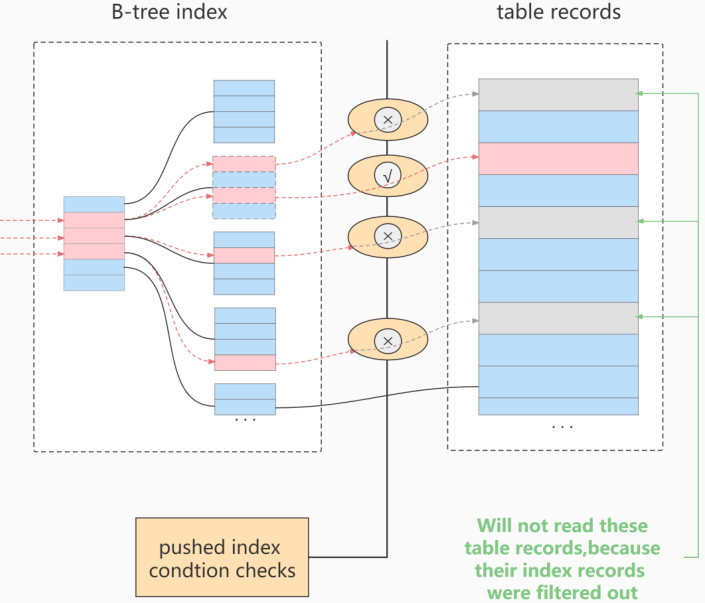 B-tree index
table records
×
√
×
×
...
...
pushed index
condtion checks
Will not read these
table records,because
their index records
were filtered out